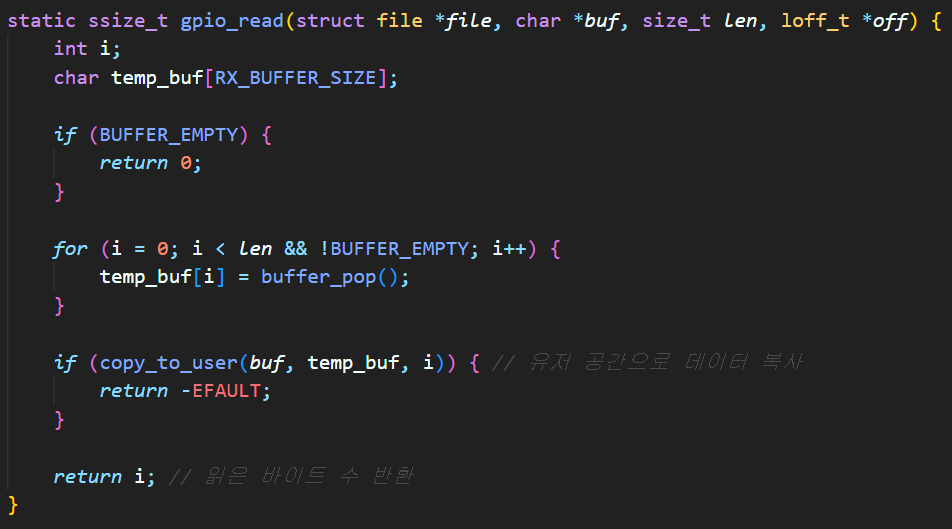 static ssize_t gpio_read(struct file *file, char *buf, size_t len, loff_t *off) {
    int i;
    char temp_buf[RX_BUFFER_SIZE];

    if (BUFFER_EMPTY) {
        return 0;
    }

    for (i = 0; i < len && !BUFFER_EMPTY; i++) {
        temp_buf[i] = buffer_pop();
    }

    if (copy_to_user(buf, temp_buf, i)) { // 유저 공간으로 데이터 복사
        return -EFAULT;
    }

    return i; // 읽은 바이트 수 반환
}